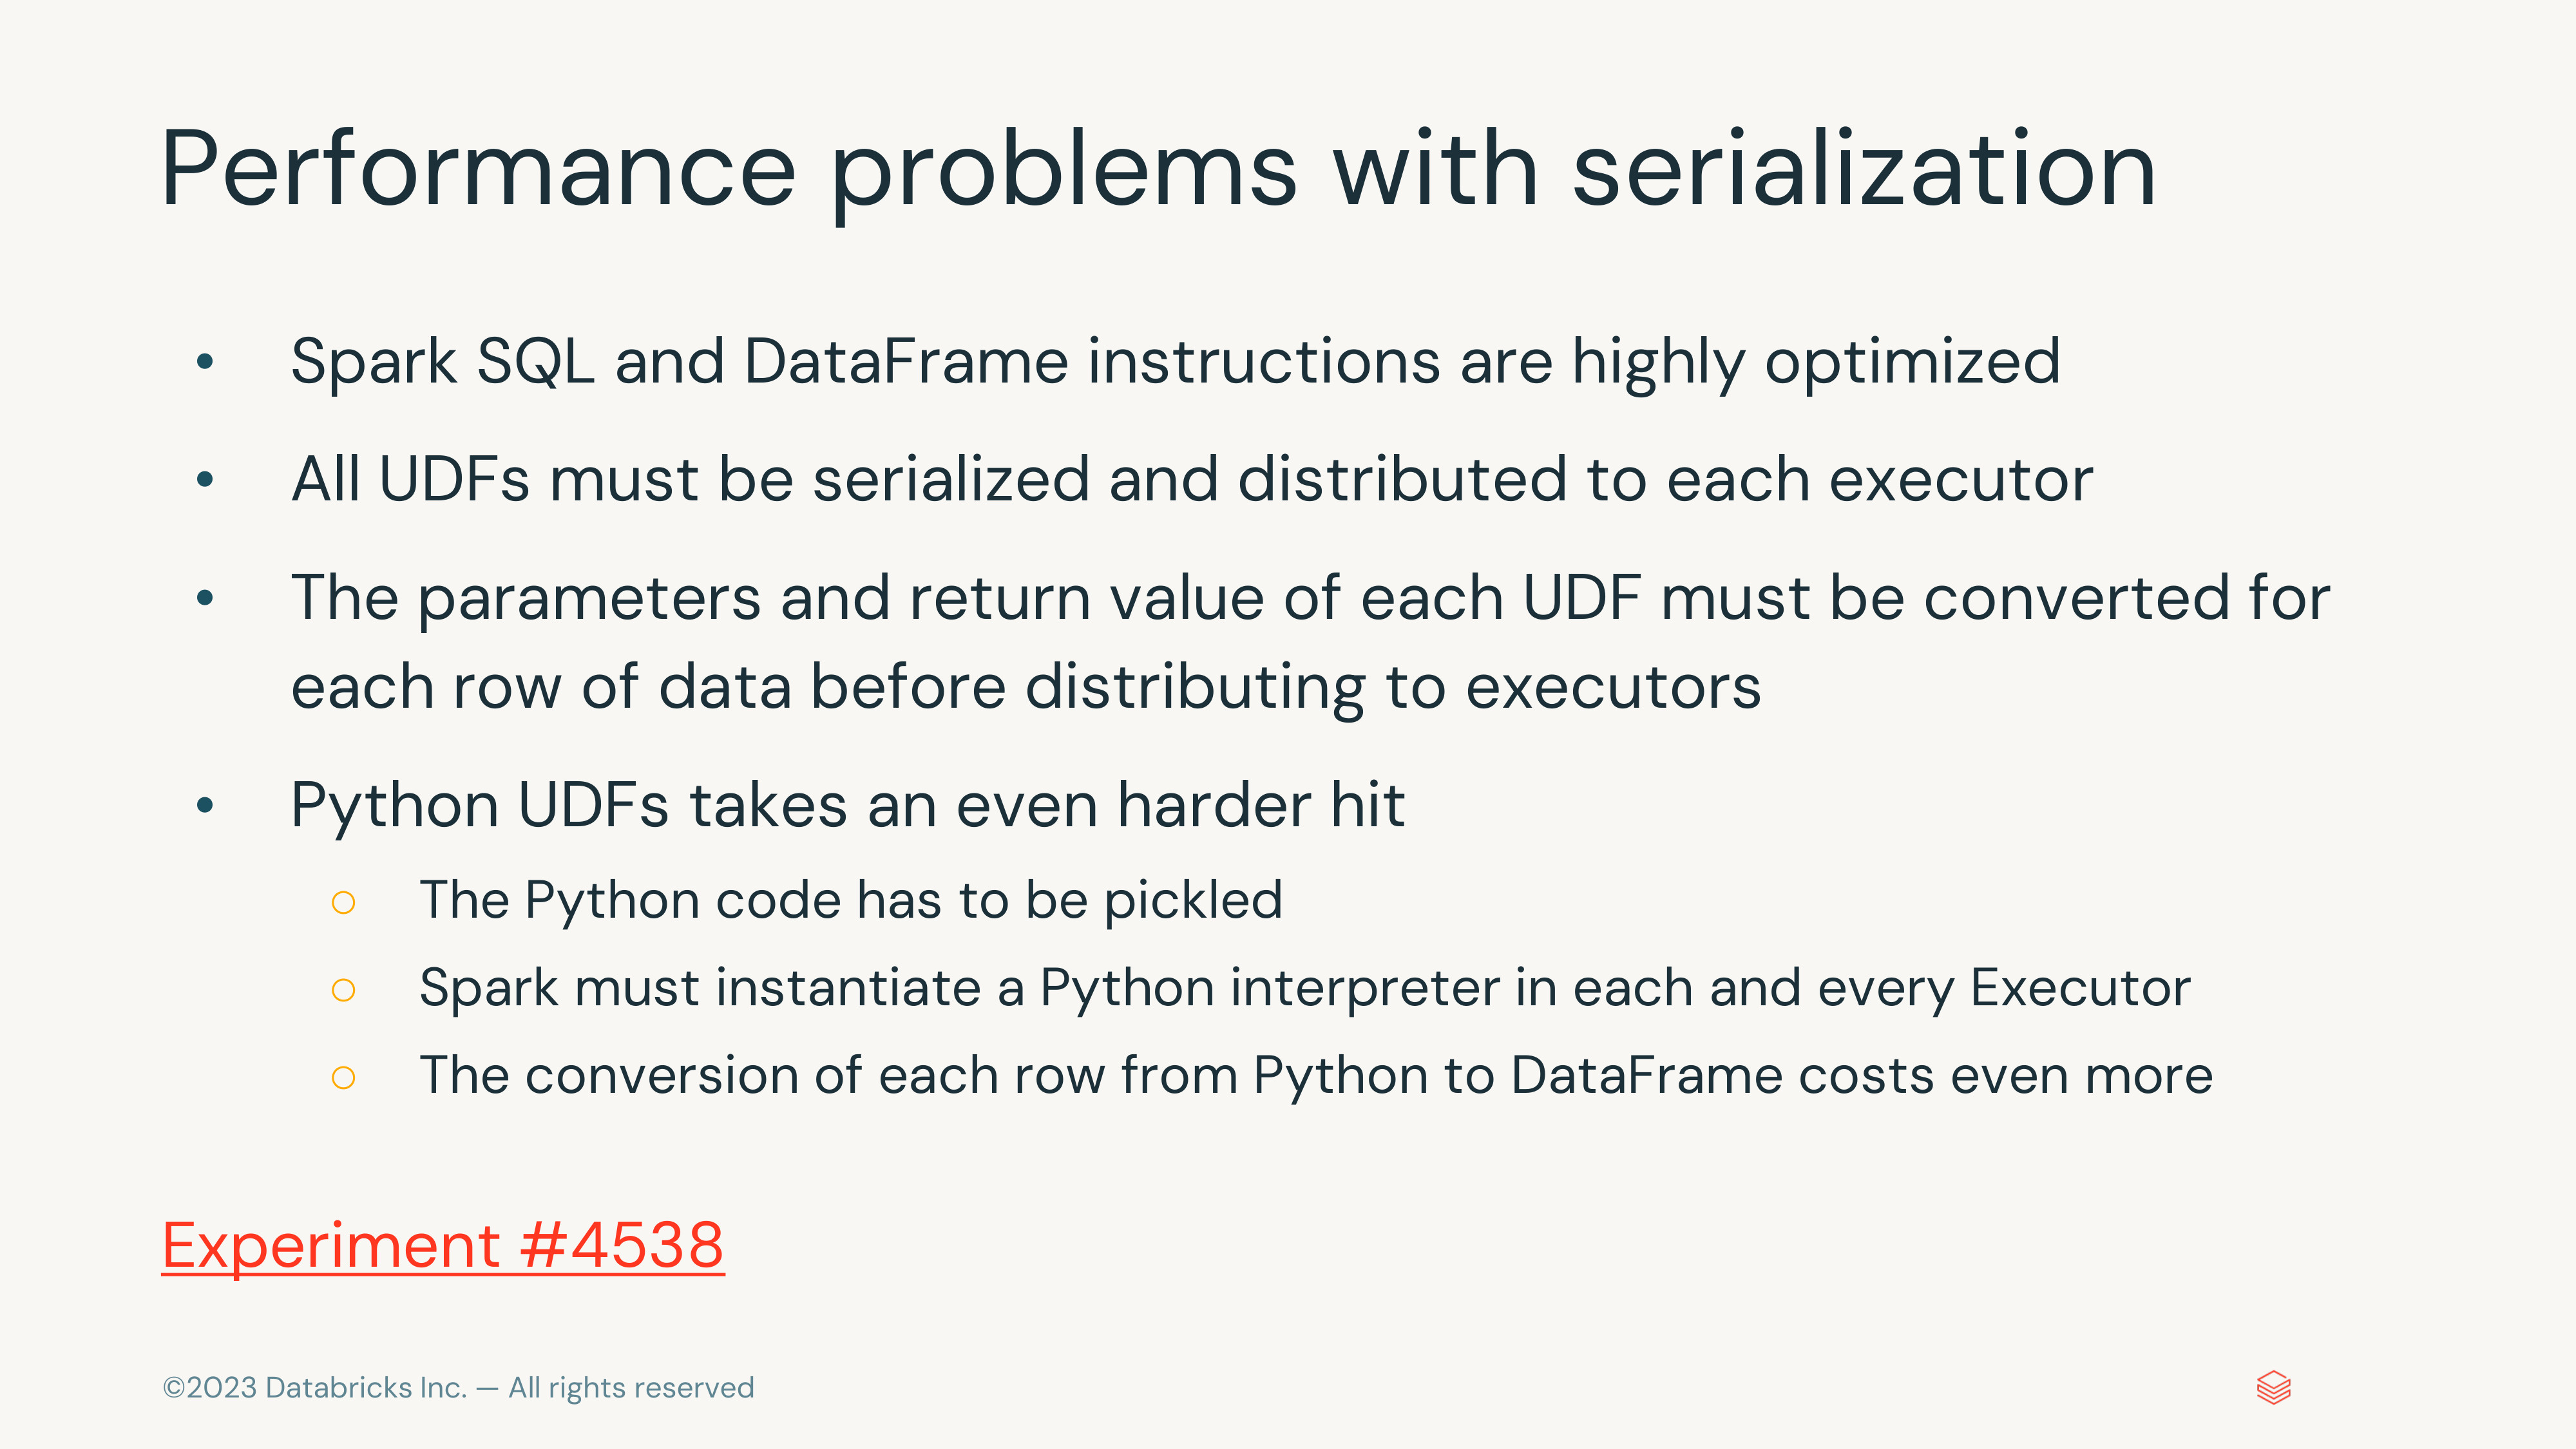 Performance problems with serialization
• Spark SQL and DataFrame instructions are highly optimized
• All UDFs must be serialized and distributed to each executor
• The parameters and return value of each UDF must be converted for
each row of data before distributing to executors
• Python UDFs takes an even harder hit
○ The Python code has to be pickled
○ Spark must instantiate a Python interpreter in each and every Executor
○ The conversion of each row from Python to DataFrame costs even more
Experiment #4538
©2023 Databricks Inc. — All rights reserved